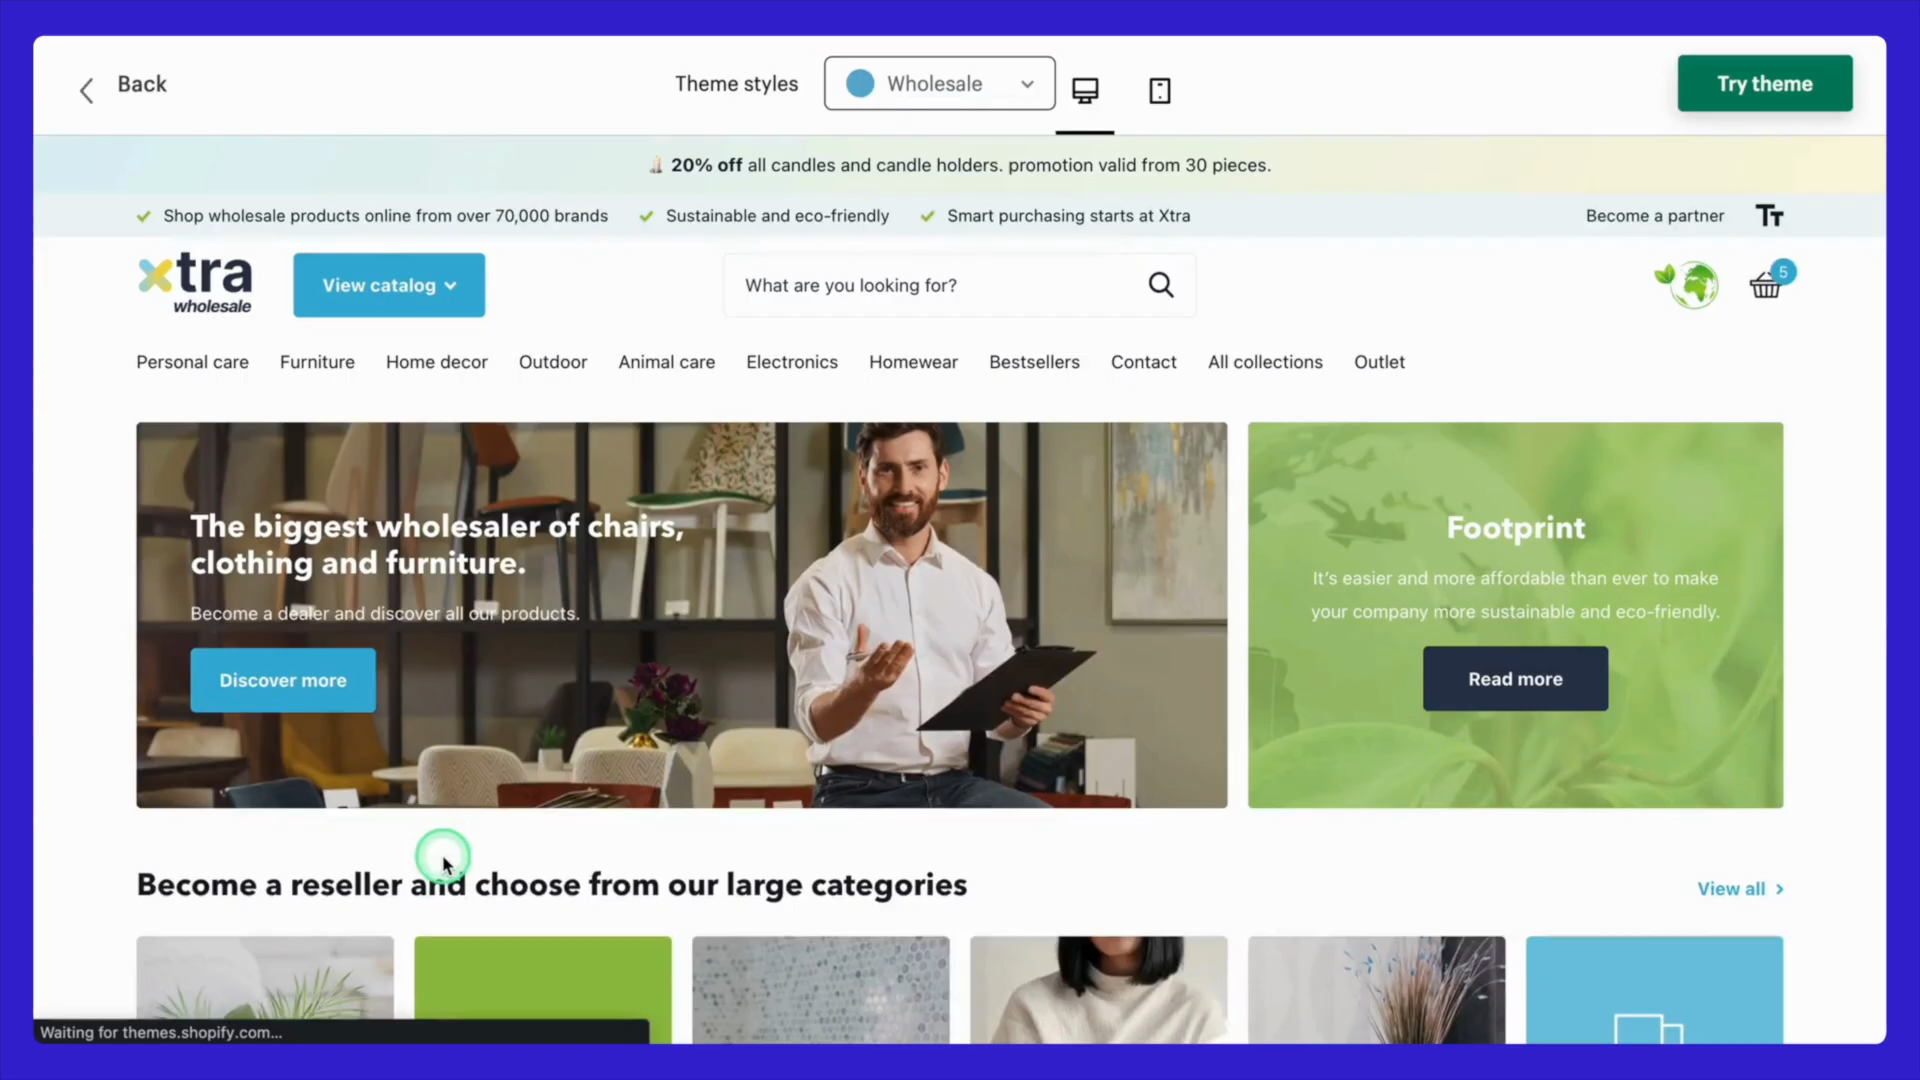 Back
Theme styles
Wholesale
Try theme
20% off all candles and candle holders. promotion valid from 30 pieces.
Shop wholesale products online from over 70,000 brands
Sustainable and eco-friendly
Smart purchasing starts at Xtra
Become a partner
TT
xtra
wholesale
View catalog
What are you looking for?
5
Personal care
Furniture
Home decor
Outdoor
Animal care
Electronics
Homewear
Bestsellers
Contact
All collections
Outlet
The biggest wholesaler of chairs,
clothing and furniture.
Become a dealer and discover all our products.
Discover more
Footprint
It's easier and more affordable than ever to make
your company more sustainable and eco-friendly.
Read more
Become a reseller and choose from our large categories
View all
Waiting for themes.shopify.com...